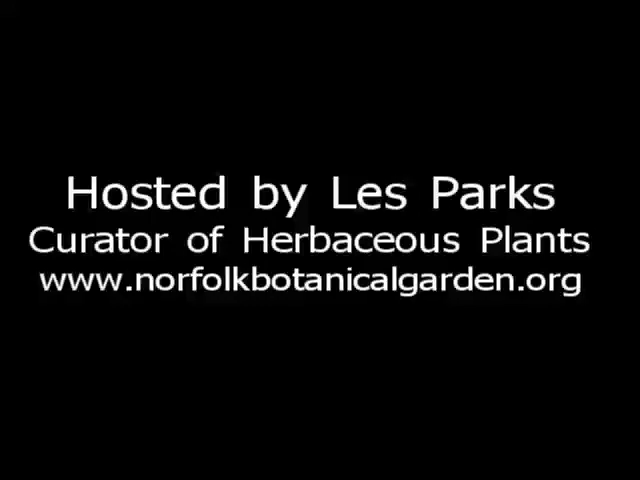 Hosted by Les Parks
Curator of Herbaceous Plants
www.norfolkbotanicalgarden.org